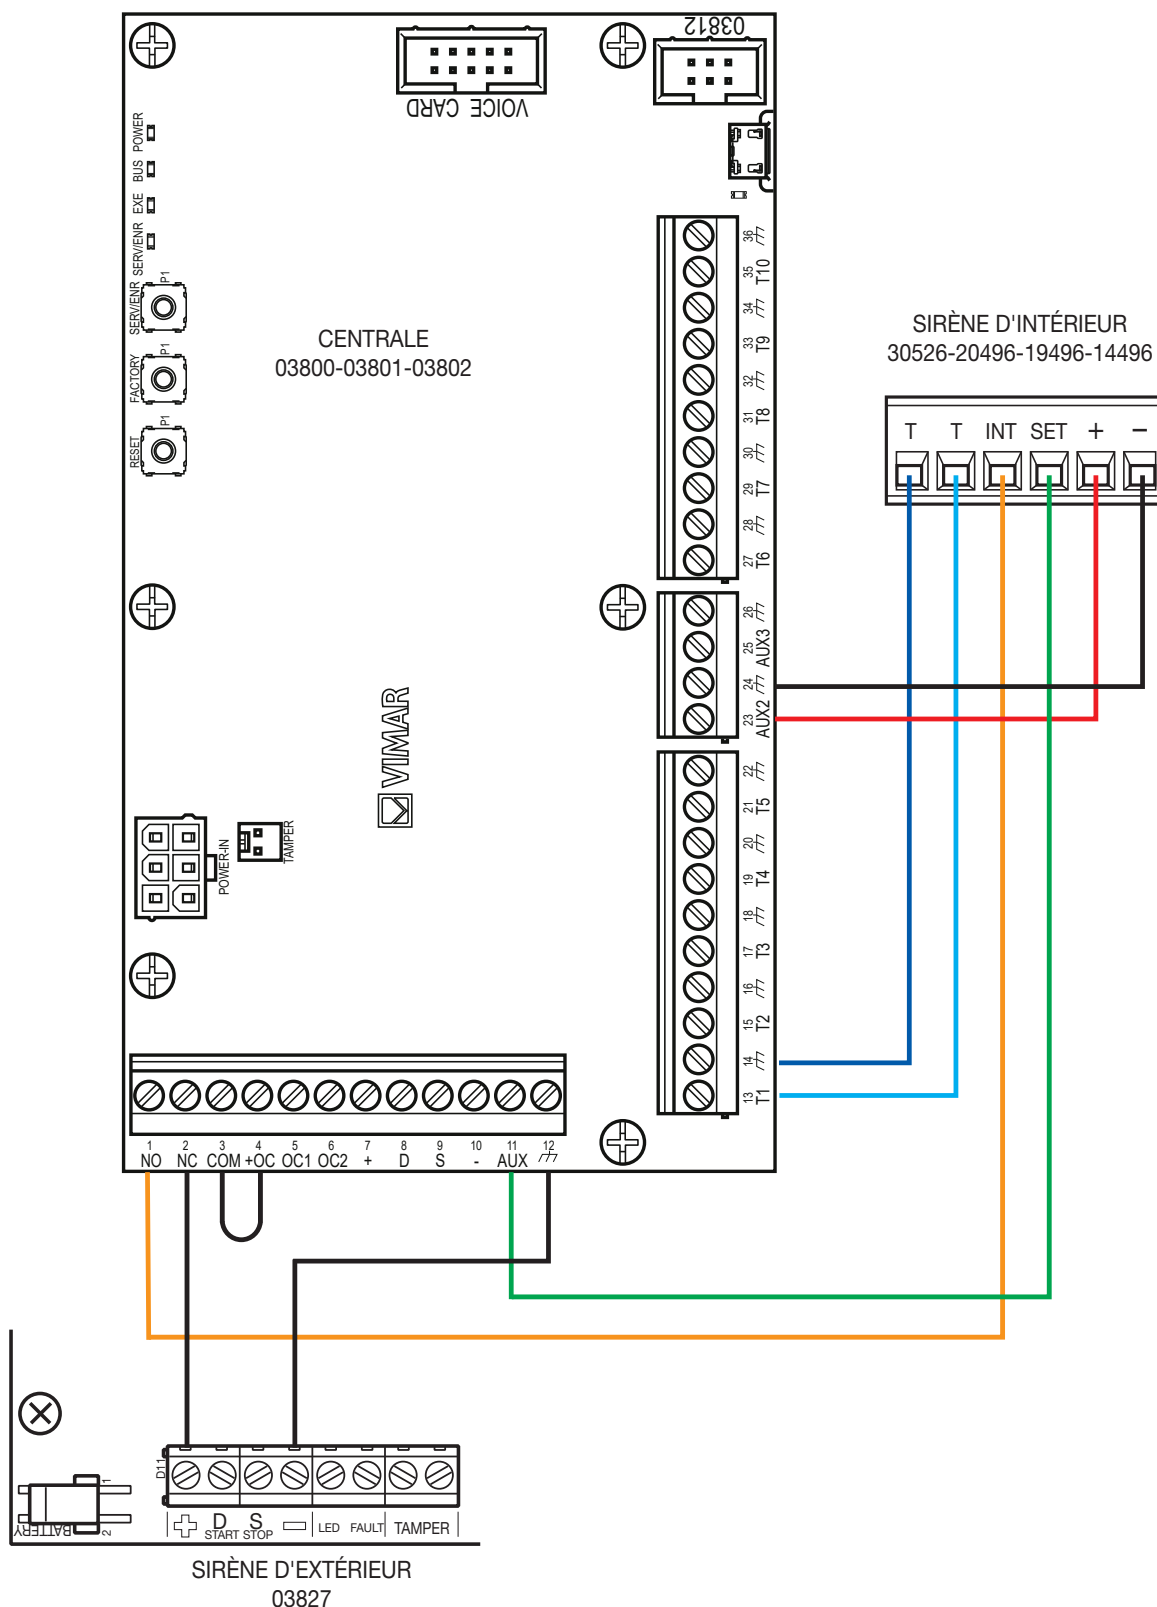 VOICE CARD
03812
POWER
BUS
EXE
SERV/ENR
SERV/ENR
P1
FACTORY
P1
RESET
P1
CENTRALE
03800-03801-03802
36
35 T10
34
33 T9
32
31 T8
30
29 T7
28
27 T6
26
25 AUX3
24
23 AUX2
22
21 T5
20
19 T4
18
17 T3
16
15 T2
14
13 T1
SIRÈNE D'INTÉRIEUR
30526-20496-19496-14496
T T INT SET + −
VIMAR
POWER-IN
TAMPER
1 2 3 4 5 6 7 8 9 10 11 12
NO NC COM +OC OC1 OC2 + D S - AUX
D11
BATTERY
1
2
D S
START STOP
LED FAULT TAMPER
SIRÈNE D'EXTÉRIEUR
03827